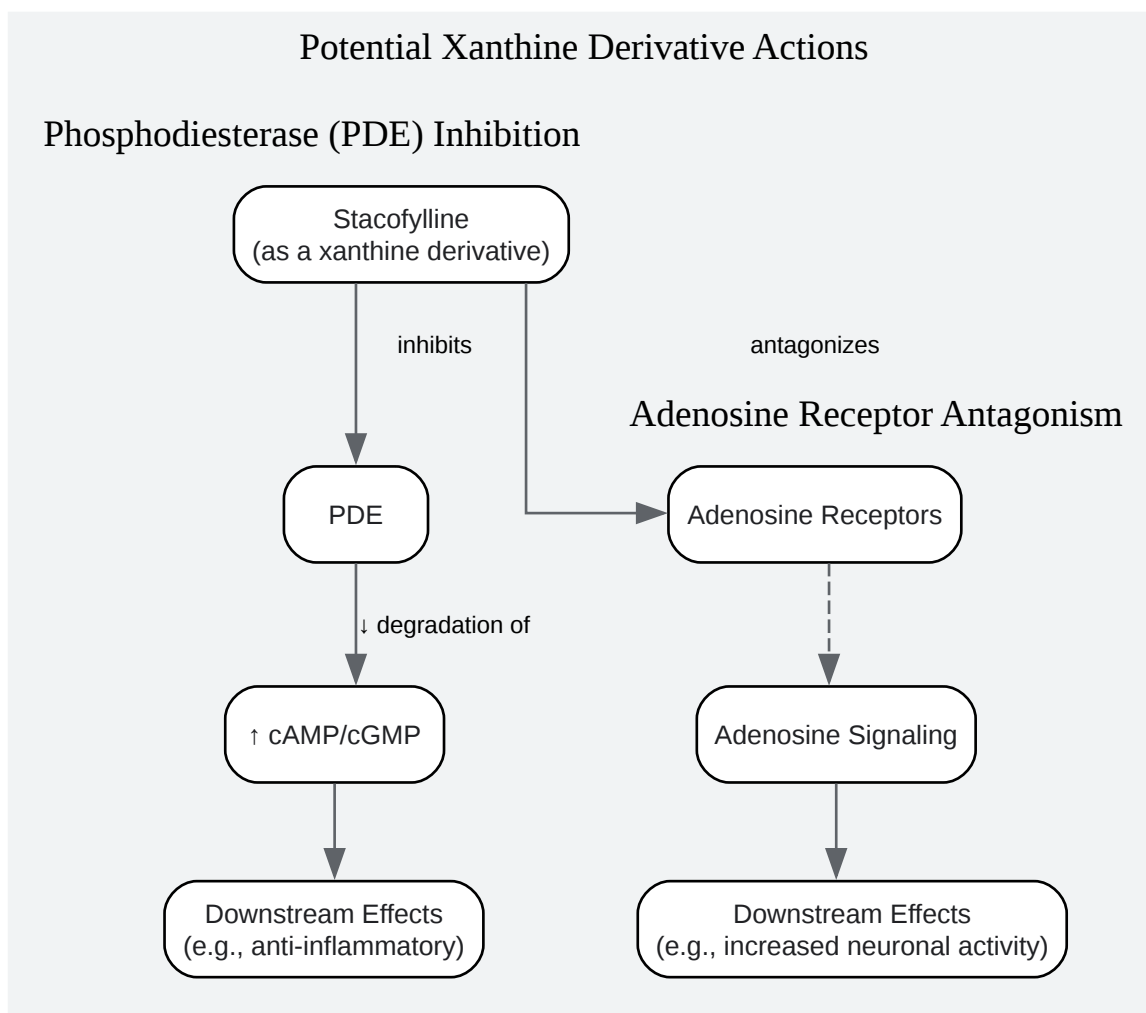 Potential Xanthine Derivative Actions
Phosphodiesterase (PDE) Inhibition
Stacofylline
(as a xanthine derivative)
inhibits
antagonizes
Adenosine Receptor Antagonism
PDE
Adenosine Receptors
↓ degradation of
↑ cAMP/cGMP
Adenosine Signaling
Downstream Effects
(e.g., anti-inflammatory)
Downstream Effects
(e.g., increased neuronal activity)